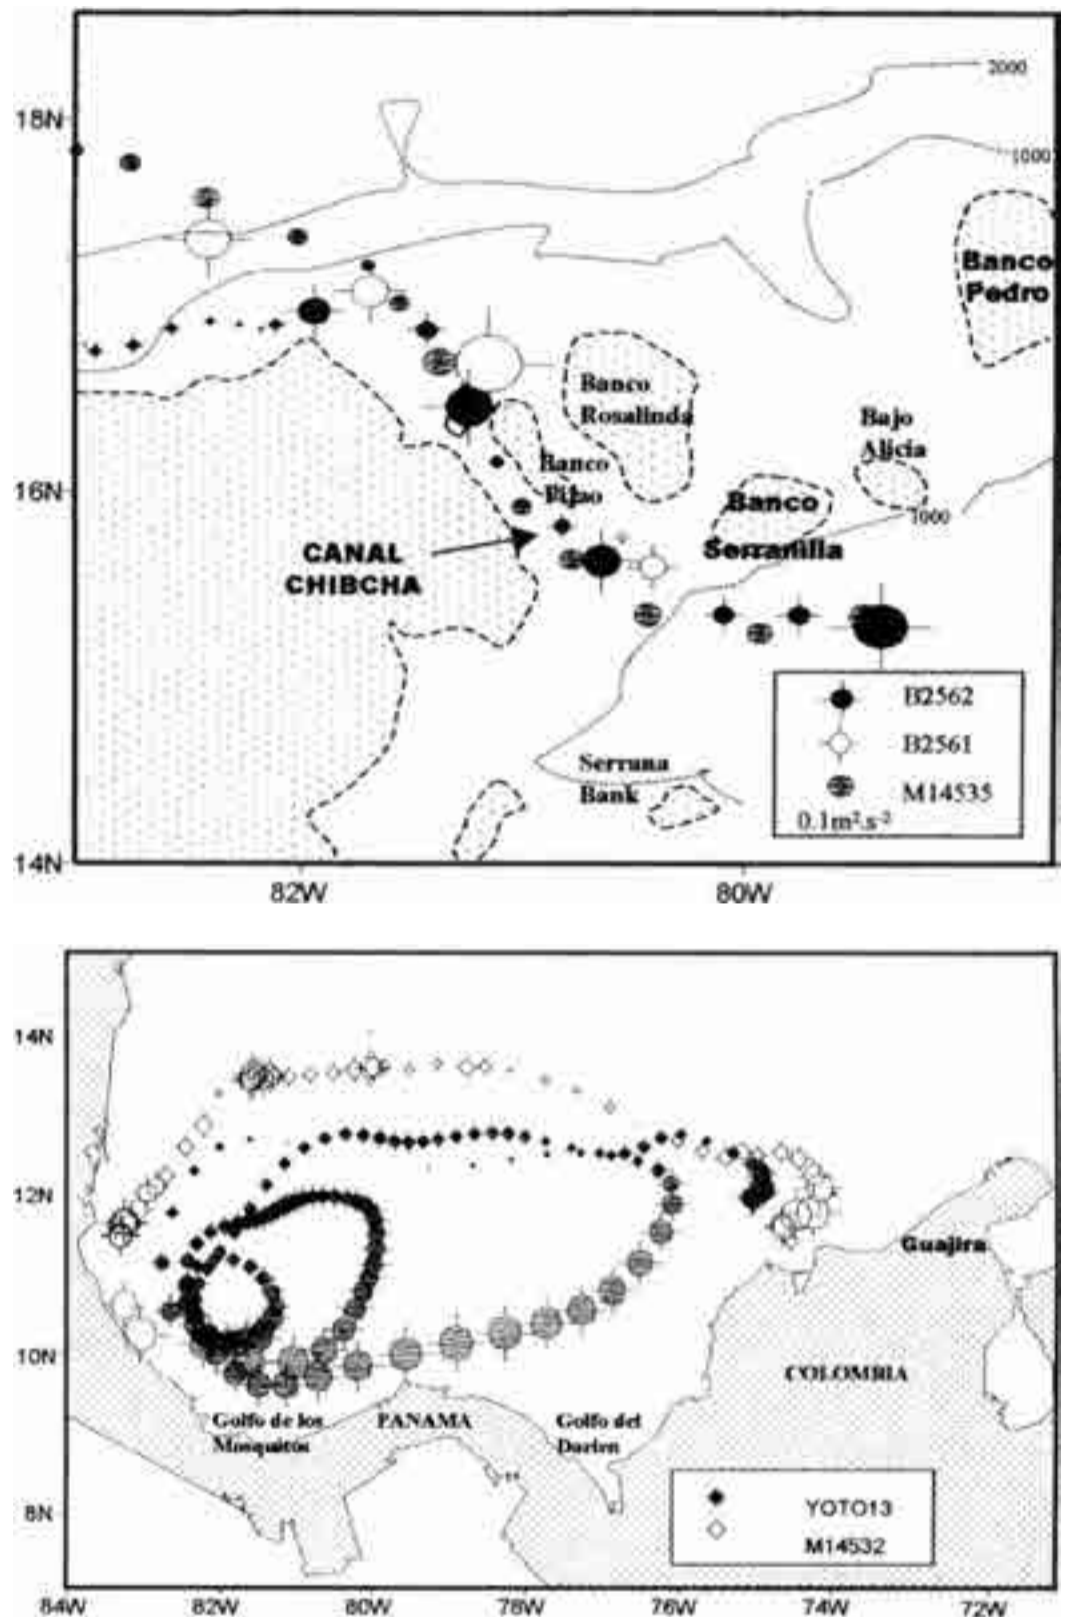 18N
16N
14N
82W
80W
2000
1000
Banco
Pedro
Banco
Rosalinda
Bajo
Alicia
Banco
Pijao
Banco
Serranilla
1000
CANAL
CHIBCHA
Serruna
Bank
B2562
B2561
M14535
0.1m².s⁻²
14N
12N
10N
8N
84W
82W
80W
78W
76W
74W
72W
Guajira
COLOMBIA
Golfo de los
Mosquitos
PANAMA
Golfo del
Darien
YOTO13
M14532